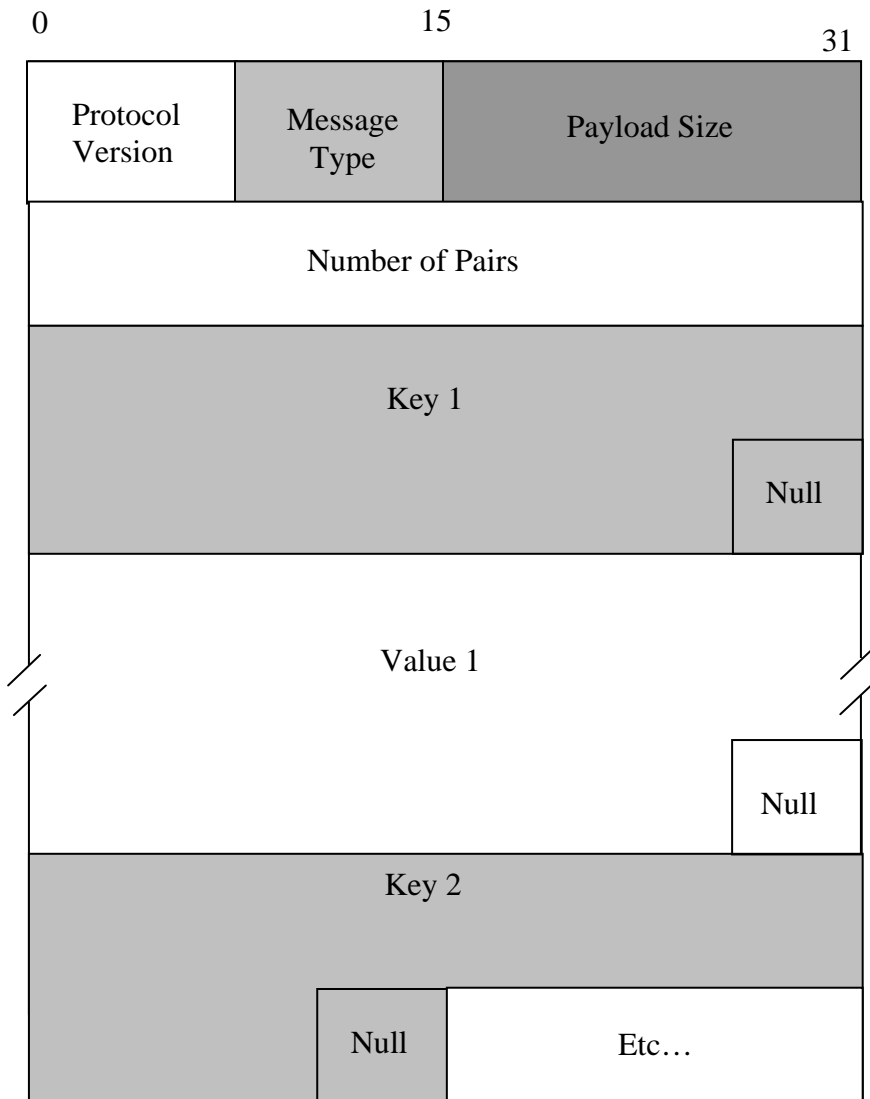 0
15
31
Protocol
Version
Message
Type
Payload Size
Number of Pairs
Key 1
Null
Value 1
Null
Key 2
Null
Etc…